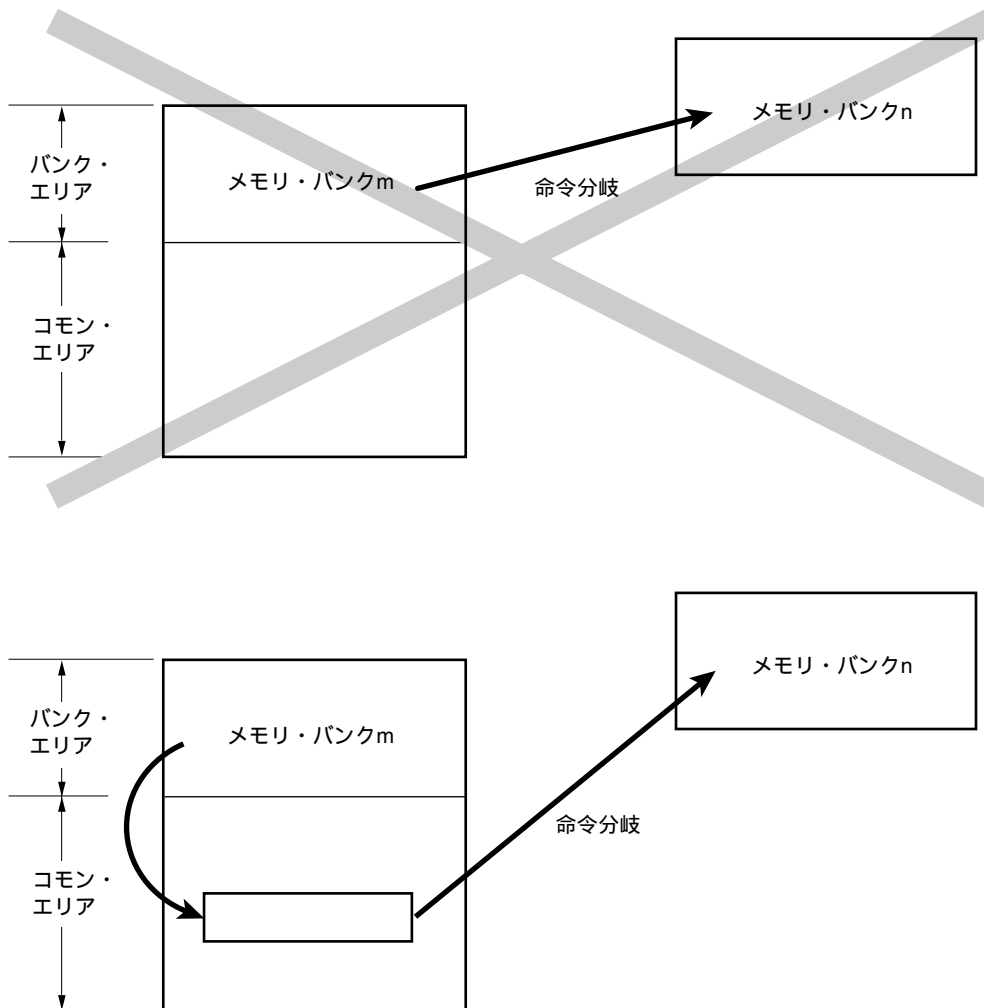 メモリ・バンクn
バンク・
エリア
メモリ・バンクm
命令分岐
コモン・
エリア
メモリ・バンクn
バンク・
エリア
メモリ・バンクm
命令分岐
コモン・
エリア